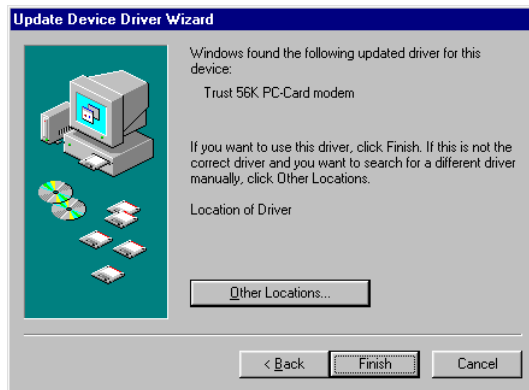 Update Device Driver Wizard
Windows found the following updated driver for this
device:
Trust 56K PC-Card modem
If you want to use this driver, click Finish. If this is not the
correct driver and you want to search for a different driver
manually, click Other Locations.
Location of Driver
Other Locations...
< Back Finish Cancel